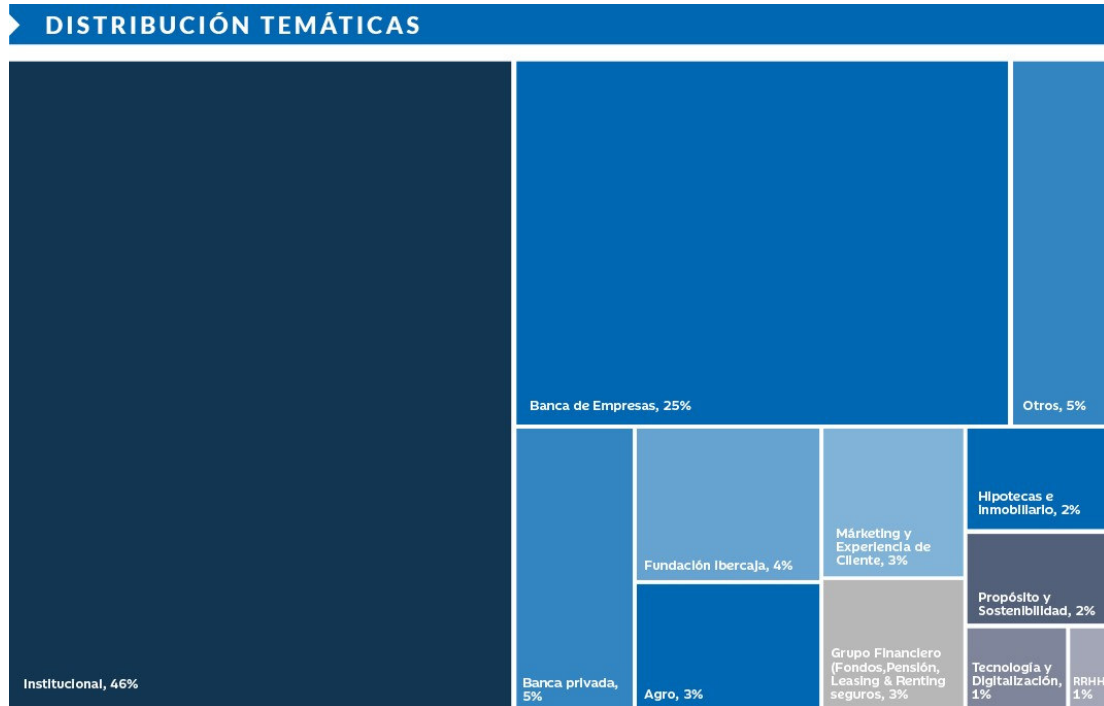 DISTRIBUCIÓN TEMÁTICAS
Institucional, 46%
Banca de Empresas, 25%
Otros, 5%
Banca privada,
5%
Fundación Ibercaja, 4%
Agro, 3%
Márketing y
Experiencia de
Cliente, 3%
Grupo Financiero
(Fondos,Pensión,
Leasing & Renting
seguros, 3%
Hipotecas e
Inmobiliario, 2%
Propósito y
Sostenibilidad, 2%
Tecnología y
Digitalización,
1%
RRHH
1%